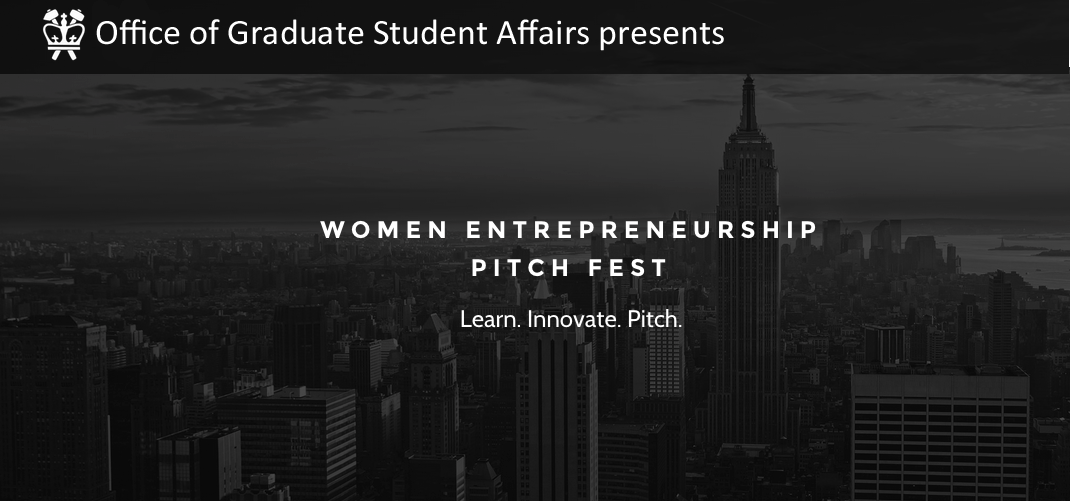 Office of Graduate Student Affairs presents
WOMEN ENTREPRENEURSHIP
PITCH FEST
Learn. Innovate. Pitch.